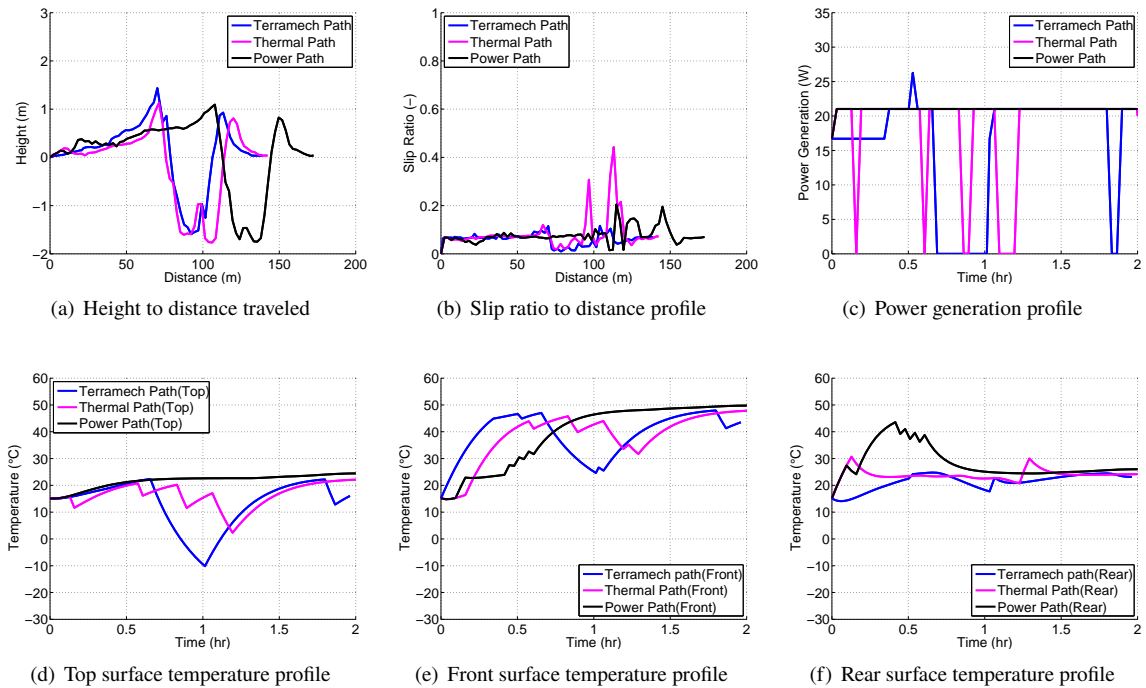 3
2
1
0
−1
−2
Height (m)
0
50
100
150
200
Distance (m)
Terramech Path
Thermal Path
Power Path
(a) Height to distance traveled
1
0.8
0.6
0.4
0.2
0
Slip Ratio (−)
0
50
100
150
200
Distance (m)
Terramech Path
Thermal Path
Power Path
(b) Slip ratio to distance profile
35
30
25
20
15
10
5
0
Power Generation (W)
0
0.5
1
1.5
2
Time (hr)
Terramech Path
Thermal Path
Power Path
(c) Power generation profile
60
50
40
30
20
10
0
−10
−20
−30
Temperature (°C)
0
0.5
1
1.5
2
Time (hr)
Terramech Path(Top)
Thermal Path(Top)
Power Path(Top)
(d) Top surface temperature profile
60
50
40
30
20
10
0
−10
−20
−30
Temperature (°C)
0
0.5
1
1.5
2
Time (hr)
Terramech path(Front)
Thermal Path(Front)
Power Path(Front)
(e) Front surface temperature profile
60
50
40
30
20
10
0
−10
−20
−30
Temperature (°C)
0
0.5
1
1.5
2
Time (hr)
Terramech path(Rear)
Thermal Path(Rear)
Power Path(Rear)
(f) Rear surface temperature profile